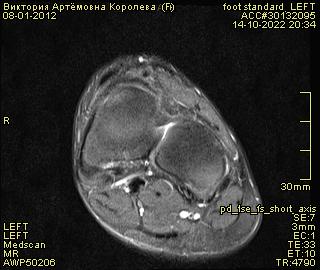 Виктория Артёмовна Королева (F)
08-01-2012
foot standard LEFT
ACC#30132095
14-10-2022 20:34
R
30mm
pd_tse_fs_short_axis
SE:7
3mm
EC:1
TE:33
ET:10
TR:4790
LEFT
LEFT
Medscan
MR
AWP50206